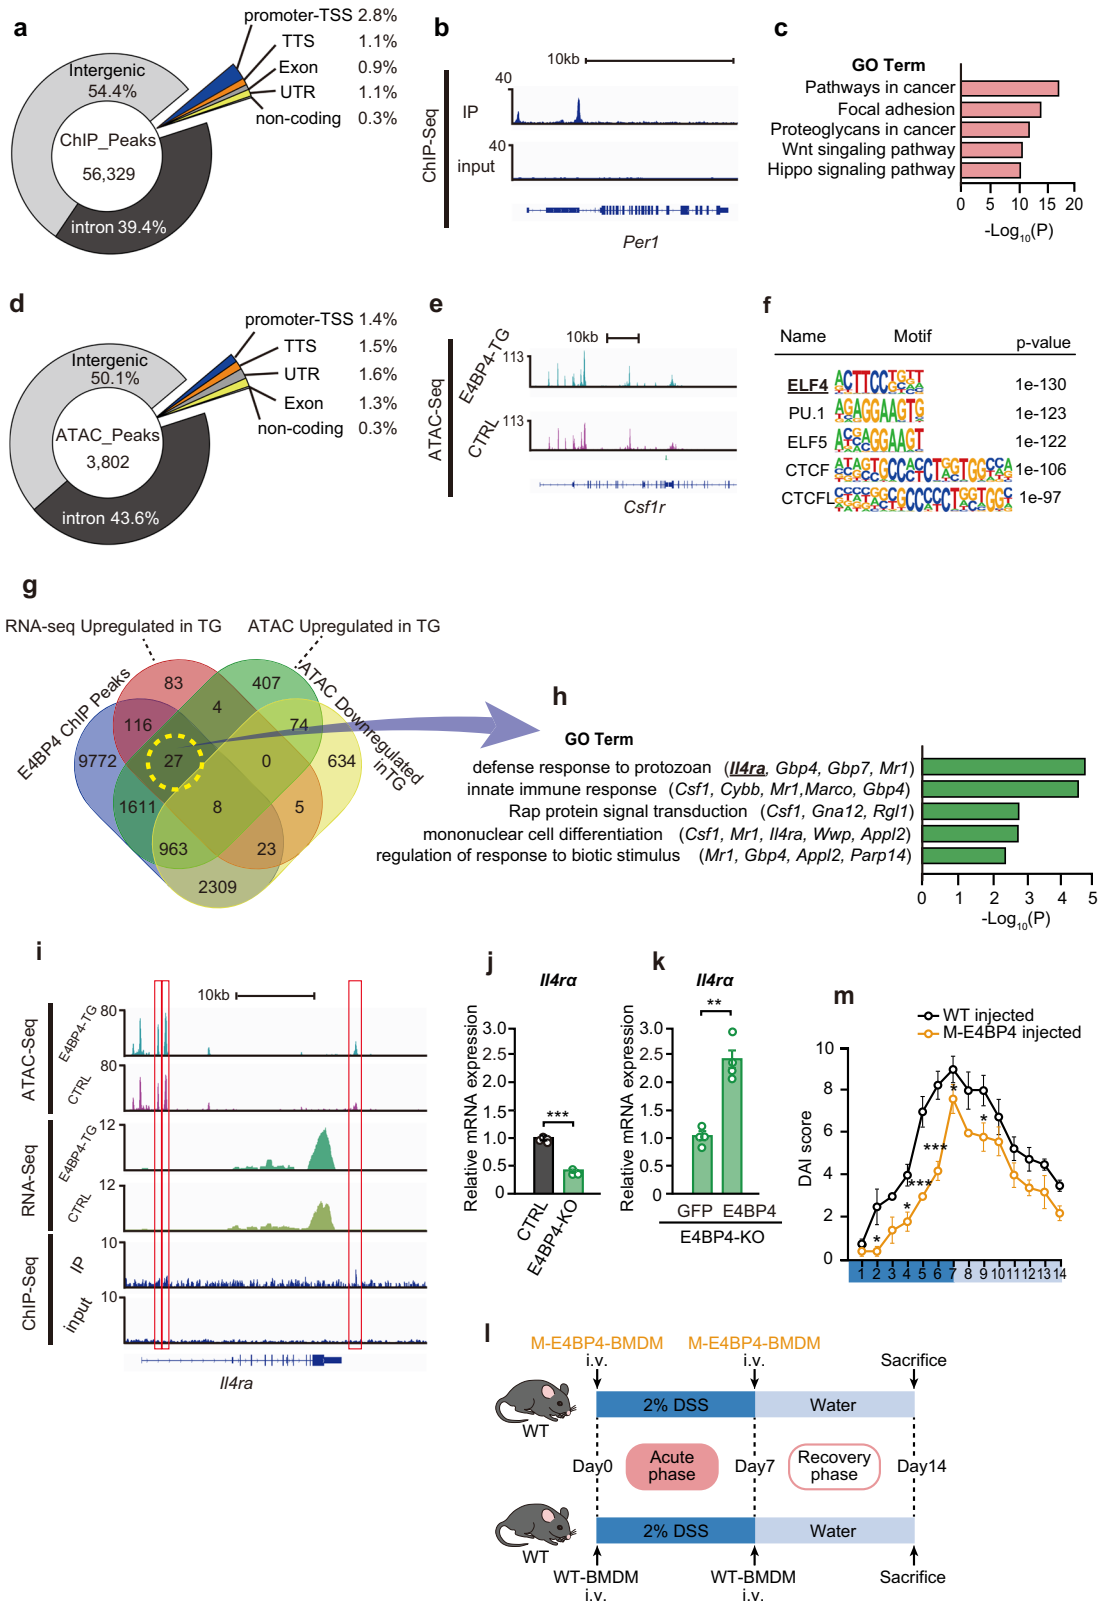 a
Intergenic
54.4%
ChIP_Peaks
56,329
intron 39.4%
promoter-TSS 2.8%
TTS 1.1%
Exon 0.9%
UTR 1.1%
non-coding 0.3%
b
10kb
ChIP-Seq
40
IP
40
input
Per1
c
GO Term
Pathways in cancer
Focal adhesion
Proteoglycans in cancer
Wnt singaling pathway
Hippo signaling pathway
0 5 10 15 20
-Log10(P)
d
Intergenic
50.1%
ATAC_Peaks
3,802
intron 43.6%
promoter-TSS 1.4%
TTS 1.5%
UTR 1.6%
Exon 1.3%
non-coding 0.3%
e
10kb
ATAC-Seq
E4BP4-TG
113
CTRL
113
Csf1r
f
Name Motif p-value
ELF4 1e-130
PU.1 1e-123
ELF5 1e-122
CTCF 1e-106
CTCFL 1e-97
g
RNA-seq Upregulated in TG
ATAC Upregulated in TG
E4BP4 ChIP Peaks
ATAC Downregulated
inTG
83
407
4
116
74
9772
27
0
634
1611
8
5
963
23
2309
h
GO Term
defense response to protozoan (Il4ra, Gbp4, Gbp7, Mr1)
innate immune response (Csf1, Cybb, Mr1,Marco, Gbp4)
Rap protein signal transduction (Csf1, Gna12, Rgl1)
mononuclear cell differentiation (Csf1, Mr1, Il4ra, Wwp, Appl2)
regulation of response to biotic stimulus (Mr1, Gbp4, Appl2, Parp14)
0 1 2 3 4 5
-Log10(P)
i
10kb
ATAC-Seq
E4BP4-TG
80
CTRL
80
RNA-Seq
E4BP4-TG
12
CTRL
12
ChIP-Seq
IP
10
input
10
Il4ra
j
Il4rα
Relative mRNA expression
3.0
2.0
1.5
1.0
0.5
0
***
CTRL
E4BP4-KO
k
Il4rα
Relative mRNA expression
3.0
2.0
1.5
1.0
0.5
0
**
GFP E4BP4
E4BP4-KO
m
WT injected
M-E4BP4 injected
DAI score
10
8
6
4
2
0
*
*
***
***
*
*
1 2 3 4 5 6 7 8 9 10 11 12 13 14
l
M-E4BP4-BMDM
i.v.
M-E4BP4-BMDM
i.v.
Sacrifice
WT
2% DSS
Water
Day0
Acute
phase
Day7
Recovery
phase
Day14
WT
2% DSS
Water
WT-BMDM
i.v.
WT-BMDM
i.v.
Sacrifice